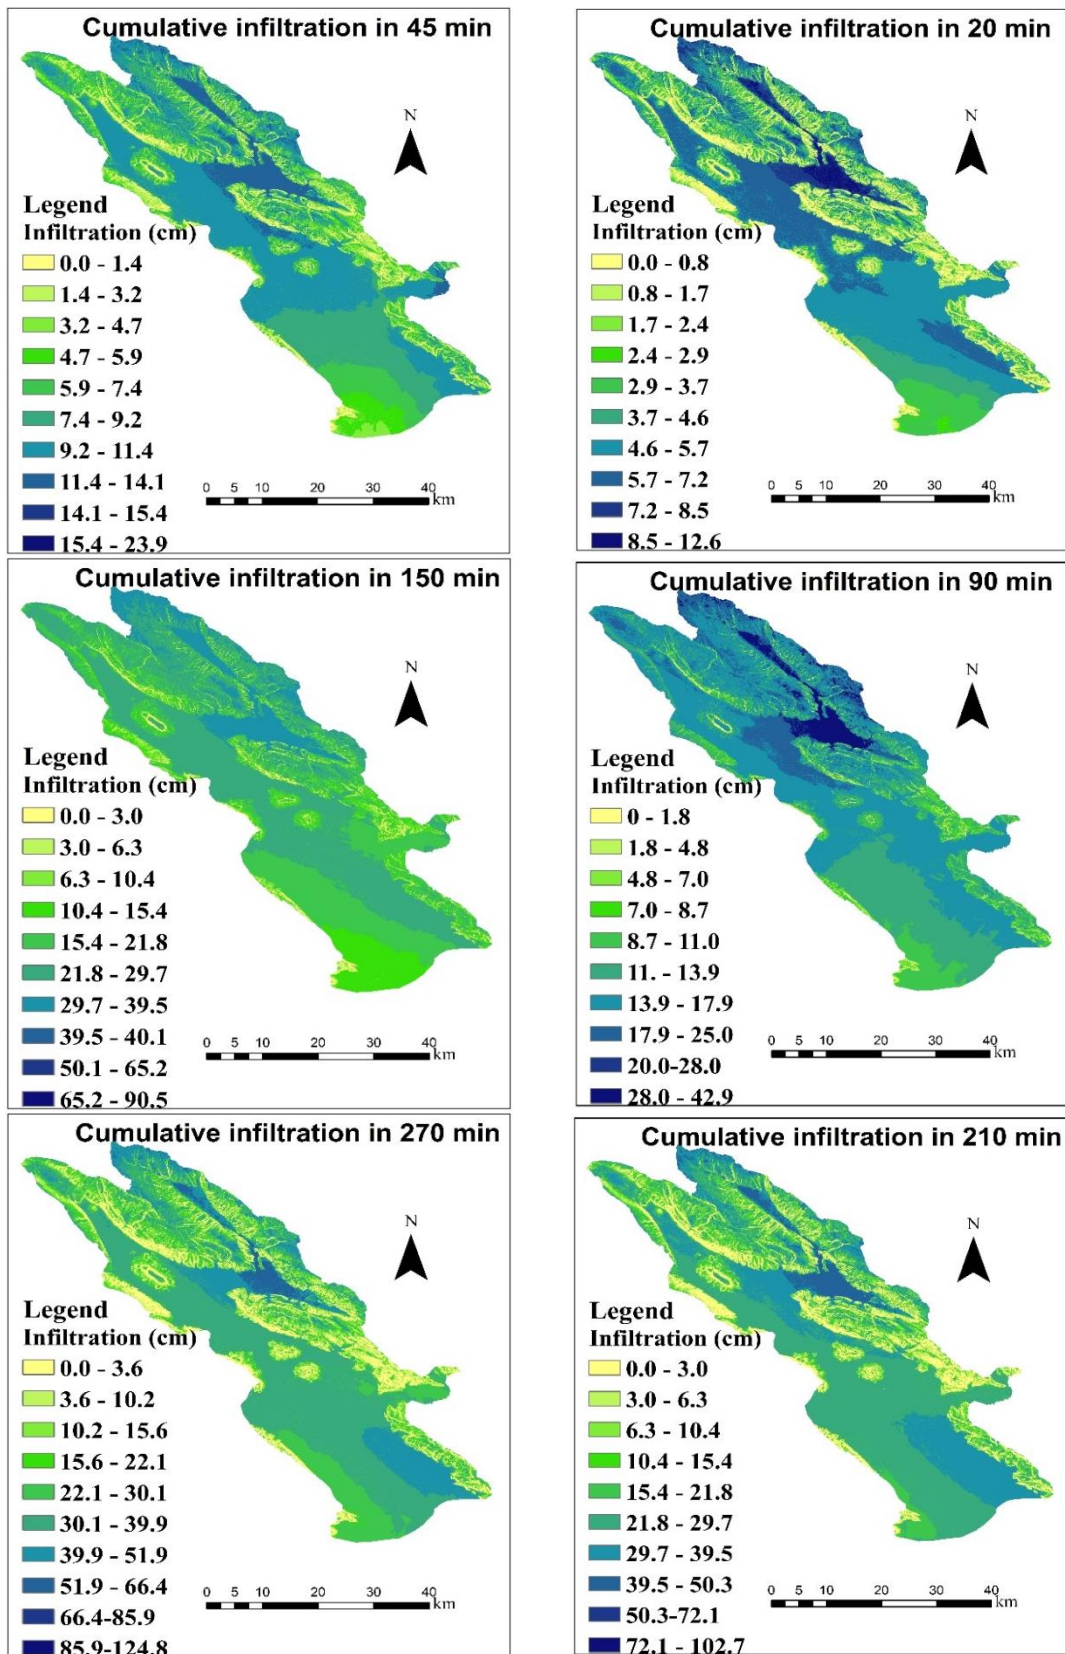 Cumulative infiltration in 45 min
N
Legend
Infiltration (cm)
0.0 - 1.4
1.4 - 3.2
3.2 - 4.7
4.7 - 5.9
5.9 - 7.4
7.4 - 9.2
9.2 - 11.4
11.4 - 14.1
14.1 - 15.4
15.4 - 23.9
0 5 10 20 30 40 km
Cumulative infiltration in 20 min
N
Legend
Infiltration (cm)
0.0 - 0.8
0.8 - 1.7
1.7 - 2.4
2.4 - 2.9
2.9 - 3.7
3.7 - 4.6
4.6 - 5.7
5.7 - 7.2
7.2 - 8.5
8.5 - 12.6
0 5 10 20 30 40 km
Cumulative infiltration in 150 min
N
Legend
Infiltration (cm)
0.0 - 3.0
3.0 - 6.3
6.3 - 10.4
10.4 - 15.4
15.4 - 21.8
21.8 - 29.7
29.7 - 39.5
39.5 - 40.1
50.1 - 65.2
65.2 - 90.5
0 5 10 20 30 40 km
Cumulative infiltration in 90 min
N
Legend
Infiltration (cm)
0 - 1.8
1.8 - 4.8
4.8 - 7.0
7.0 - 8.7
8.7 - 11.0
11. - 13.9
13.9 - 17.9
17.9 - 25.0
20.0-28.0
28.0 - 42.9
0 5 10 20 30 40 km
Cumulative infiltration in 270 min
N
Legend
Infiltration (cm)
0.0 - 3.6
3.6 - 10.2
10.2 - 15.6
15.6 - 22.1
22.1 - 30.1
30.1 - 39.9
39.9 - 51.9
51.9 - 66.4
66.4-85.9
85.9-124.8
0 5 10 20 30 40 km
Cumulative infiltration in 210 min
N
Legend
Infiltration (cm)
0.0 - 3.0
3.0 - 6.3
6.3 - 10.4
10.4 - 15.4
15.4 - 21.8
21.8 - 29.7
29.7 - 39.5
39.5 - 50.3
50.3-72.1
72.1 - 102.7
0 5 10 20 30 40 km